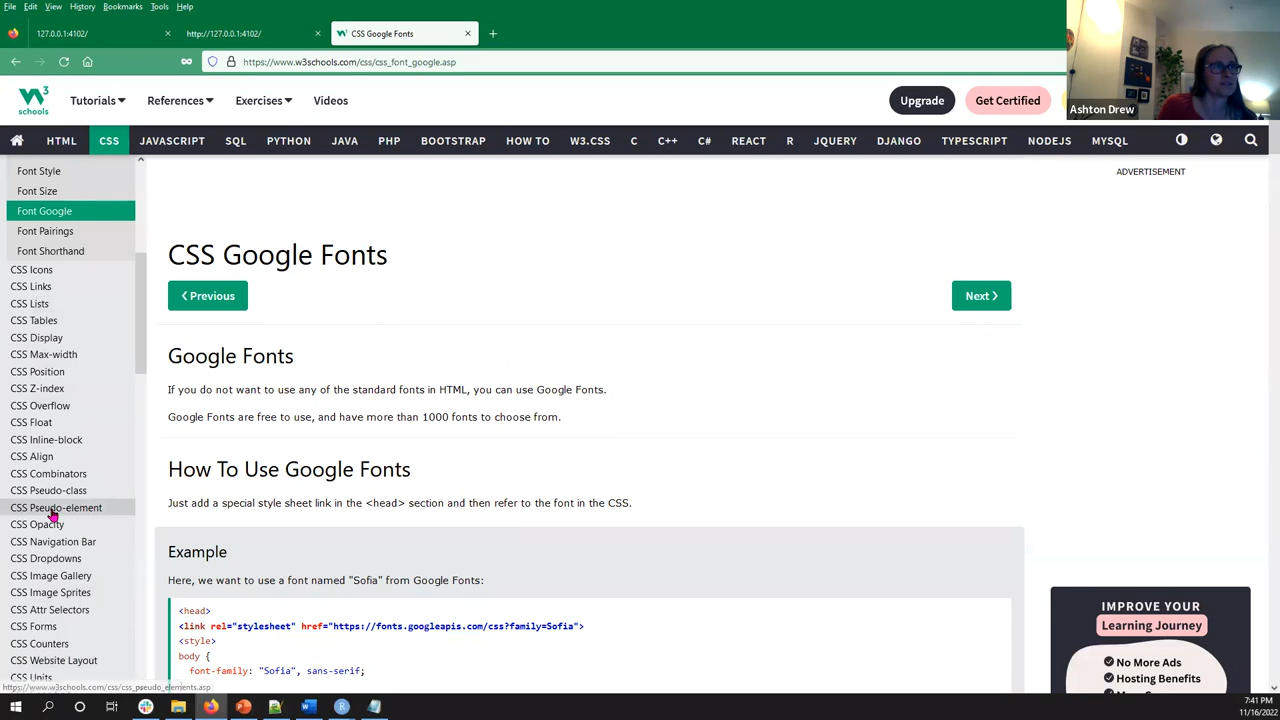 File Edit View History Bookmarks Tools Help
127.0.0.1:4102/ × http://127.0.0.1:4102/ × CSS Google Fonts × +
https://www.w3schools.com/css/css_font_google.asp
Ashton Drew
W3 schools Tutorials References Exercises Videos Upgrade Get Certified
HTML CSS JAVASCRIPT SQL PYTHON JAVA PHP BOOTSTRAP HOW TO W3.CSS C C++ C# REACT R JQUERY DJANGO TYPESCRIPT NODEJS MYSQL
Font Style
Font Size
Font Google
Font Pairings
Font Shorthand
CSS Icons
CSS Links
CSS Lists
CSS Tables
CSS Display
CSS Max-width
CSS Position
CSS Z-index
CSS Overflow
CSS Float
CSS Inline-block
CSS Align
CSS Combinators
CSS Pseudo-class
CSS Pseudo-element
CSS Opacity
CSS Navigation Bar
CSS Dropdowns
CSS Image Gallery
CSS Image Sprites
CSS Attr Selectors
CSS Forms
CSS Counters
CSS Website Layout
CSS Units
https://www.w3schools.com/css/css_pseudo_elements.asp
CSS Google Fonts
❮ Previous
Next ❯
Google Fonts
If you do not want to use any of the standard fonts in HTML, you can use Google Fonts.
Google Fonts are free to use, and have more than 1000 fonts to choose from.
How To Use Google Fonts
Just add a special style sheet link in the <head> section and then refer to the font in the CSS.
Example
Here, we want to use a font named "Sofia" from Google Fonts:
<head>
<link rel="stylesheet" href="https://fonts.googleapis.com/css?family=Sofia">
<style>
body {
font-family: "Sofia", sans-serif;
ADVERTISEMENT
IMPROVE YOUR
Learning Journey
No More Ads
Hosting Benefits
7:41 PM
11/16/2022